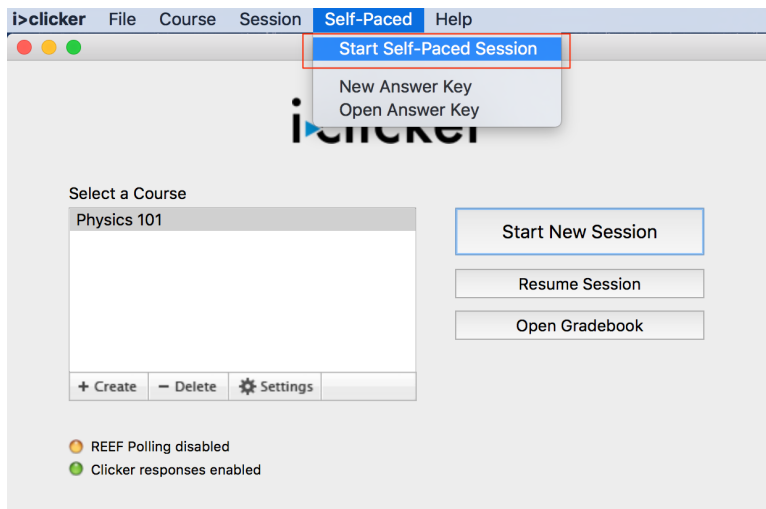 i>clicker File Course Session Self-Paced Help
Start Self-Paced Session
New Answer Key
Open Answer Key
i>clicker
Select a Course
Physics 101
Start New Session
Resume Session
Open Gradebook
+ Create − Delete Settings
REEF Polling disabled
Clicker responses enabled